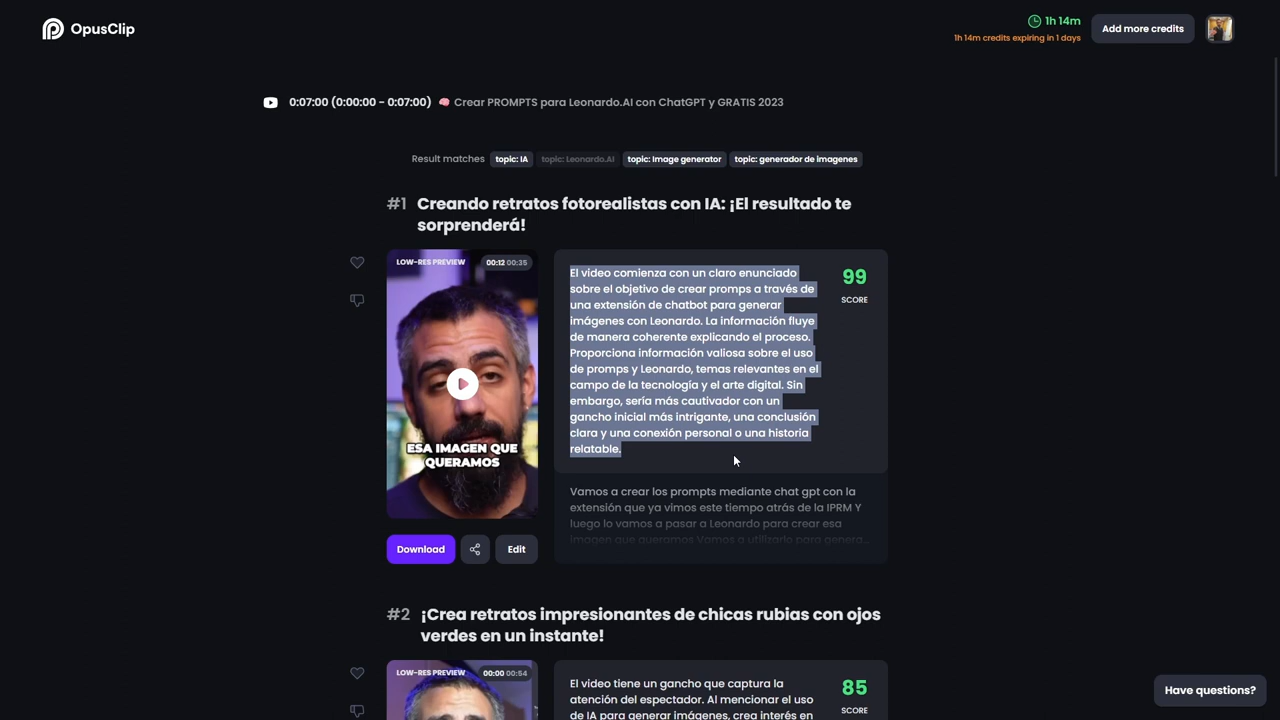 OpusClip
1h 14m
1h 14m credits expiring in 1 days
Add more credits
0:07:00 (0:00:00 - 0:07:00) 🧠 Crear PROMPTS para Leonardo.AI con ChatGPT y GRATIS 2023
Result matches topic: IA topic: Leonardo.AI topic: Image generator topic: generador de imagenes
#1 Creando retratos fotorealistas con IA: ¡El resultado te
sorprenderá!
LOW-RES PREVIEW 00:12 00:35
ESA IMAGEN QUE
QUERAMOS
El video comienza con un claro enunciado
sobre el objetivo de crear promps a través de
una extensión de chatbot para generar
imágenes con Leonardo. La información fluye
de manera coherente explicando el proceso.
Proporciona información valiosa sobre el uso
de promps y Leonardo, temas relevantes en el
campo de la tecnología y el arte digital. Sin
embargo, sería más cautivador con un
gancho inicial más intrigante, una conclusión
clara y una conexión personal o una historia
relatable.
99
SCORE
Vamos a crear los prompts mediante chat gpt con la
extensión que ya vimos este tiempo atrás de la IPRM Y
luego lo vamos a pasar a Leonardo para crear esa
imagen que queramos Vamos a utilizarlo para genera...
Download
Edit
#2 ¡Crea retratos impresionantes de chicas rubias con ojos
verdes en un instante!
LOW-RES PREVIEW 00:00 00:54
El video tiene un gancho que captura la
atención del espectador. Al mencionar el uso
de IA para generar imágenes, crea interés en
85
SCORE
Have questions?